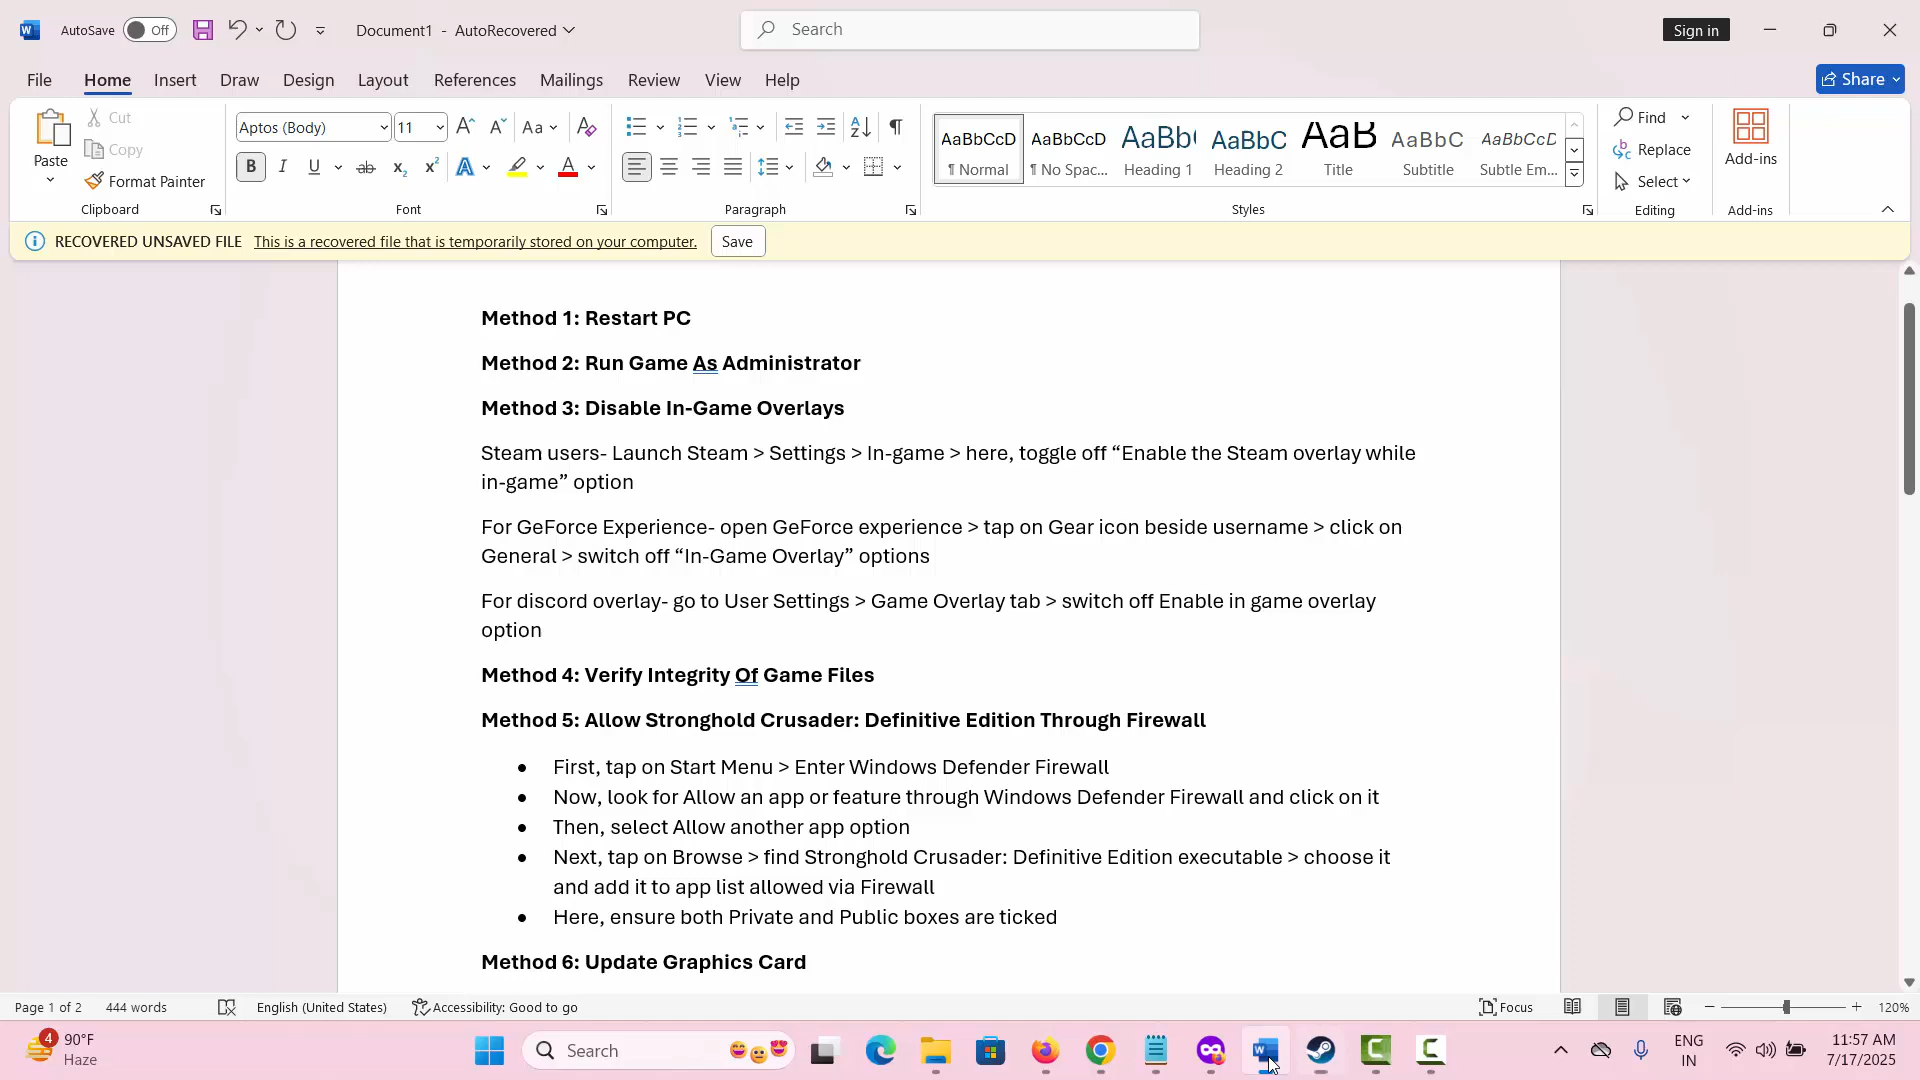 AutoSave Off Document1 - AutoRecovered Search Sign in
File Home Insert Draw Design Layout References Mailings Review View Help Share
Paste Cut Copy Format Painter Clipboard
Aptos (Body) 11 Font
Paragraph
AaBbCcD AaBbCcD AaBb( AaBbC AaB AaBbC AaBbCcD
¶ Normal ¶ No Spac... Heading 1 Heading 2 Title Subtitle Subtle Em...
Styles
Find Replace Select Editing
Add-ins
Add-ins
RECOVERED UNSAVED FILE This is a recovered file that is temporarily stored on your computer. Save
Method 1: Restart PC
Method 2: Run Game As Administrator
Method 3: Disable In-Game Overlays
Steam users- Launch Steam > Settings > In-game > here, toggle off “Enable the Steam overlay while
in-game” option
For GeForce Experience- open GeForce experience > tap on Gear icon beside username > click on
General > switch off “In-Game Overlay” options
For discord overlay- go to User Settings > Game Overlay tab > switch off Enable in game overlay
option
Method 4: Verify Integrity Of Game Files
Method 5: Allow Stronghold Crusader: Definitive Edition Through Firewall
• First, tap on Start Menu > Enter Windows Defender Firewall
• Now, look for Allow an app or feature through Windows Defender Firewall and click on it
• Then, select Allow another app option
• Next, tap on Browse > find Stronghold Crusader: Definitive Edition executable > choose it
and add it to app list allowed via Firewall
• Here, ensure both Private and Public boxes are ticked
Method 6: Update Graphics Card
Page 1 of 2 444 words English (United States) Accessibility: Good to go Focus 120%
4 90°F Haze Search ENG IN 11:57 AM 7/17/2025